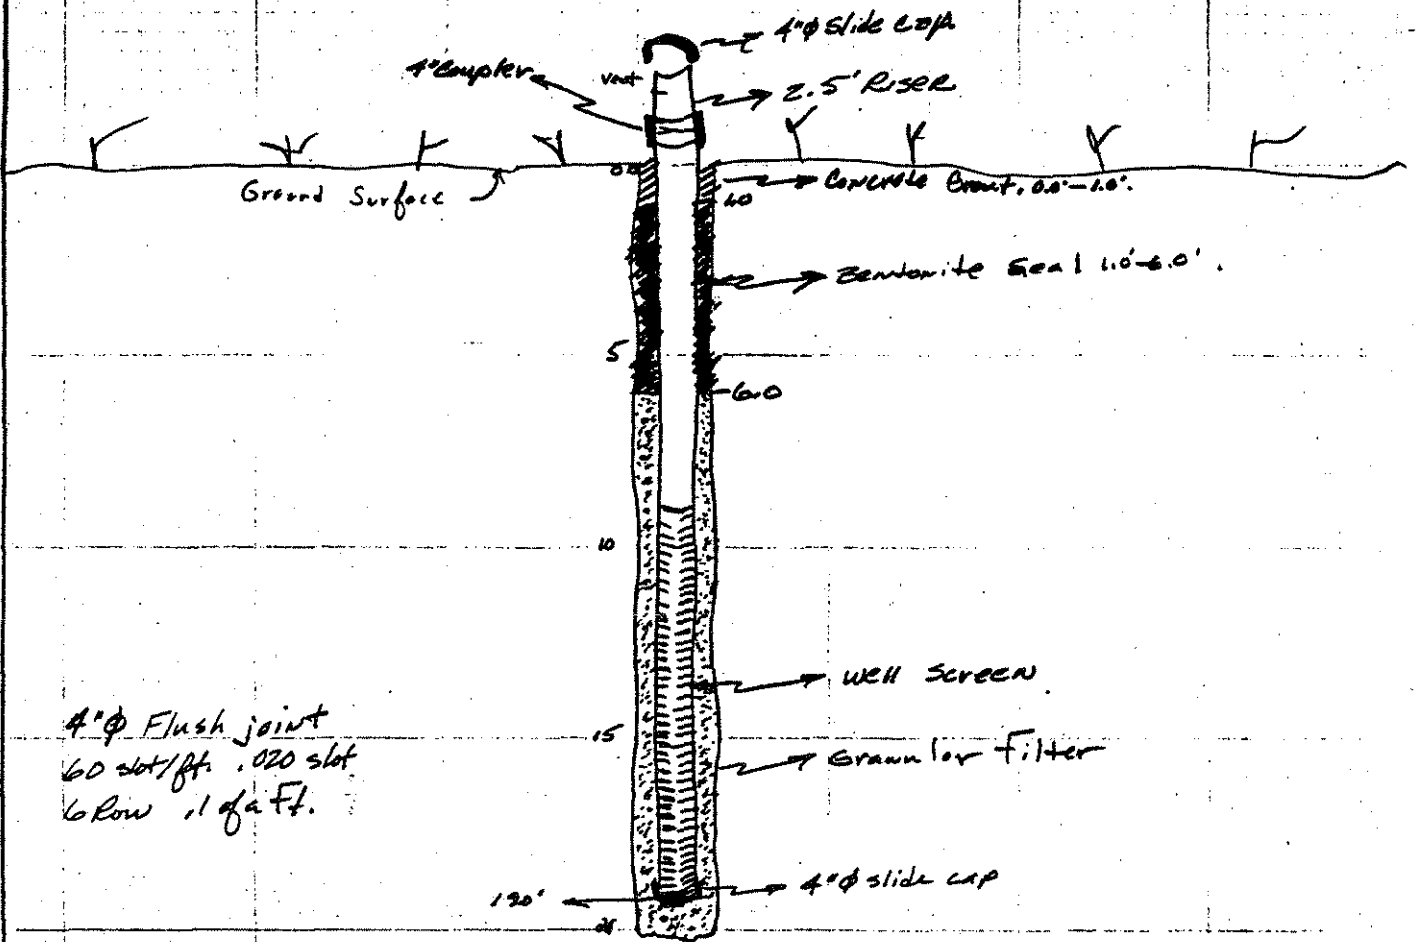 4"φ Slide Cap
4" Coupler
Vent
2.5' Riser
0.0
Ground Surface
Concrete Grout. 0.0'-1.0'.
1.0
Bentonite Seal 1.0'-6.0'.
5
6.0
10
Well Screen
4"φ Flush joint
15
60 slot/ft. .020 slot
Granular Filter
6 Row .1 of a Ft.
4"φ slide cap
19.0'